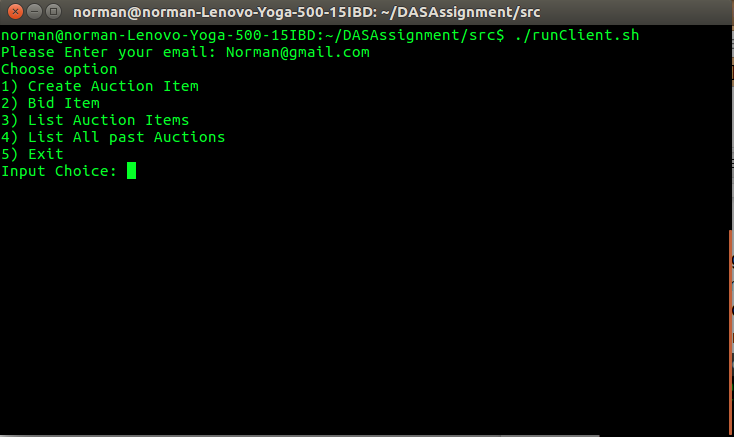 norman@norman-Lenovo-Yoga-500-15IBD: ~/DASAssignment/src
norman@norman-Lenovo-Yoga-500-15IBD:~/DASAssignment/src$ ./runClient.sh
Please Enter your email: Norman@gmail.com
Choose option
1) Create Auction Item
2) Bid Item
3) List Auction Items
4) List All past Auctions
5) Exit
Input Choice: